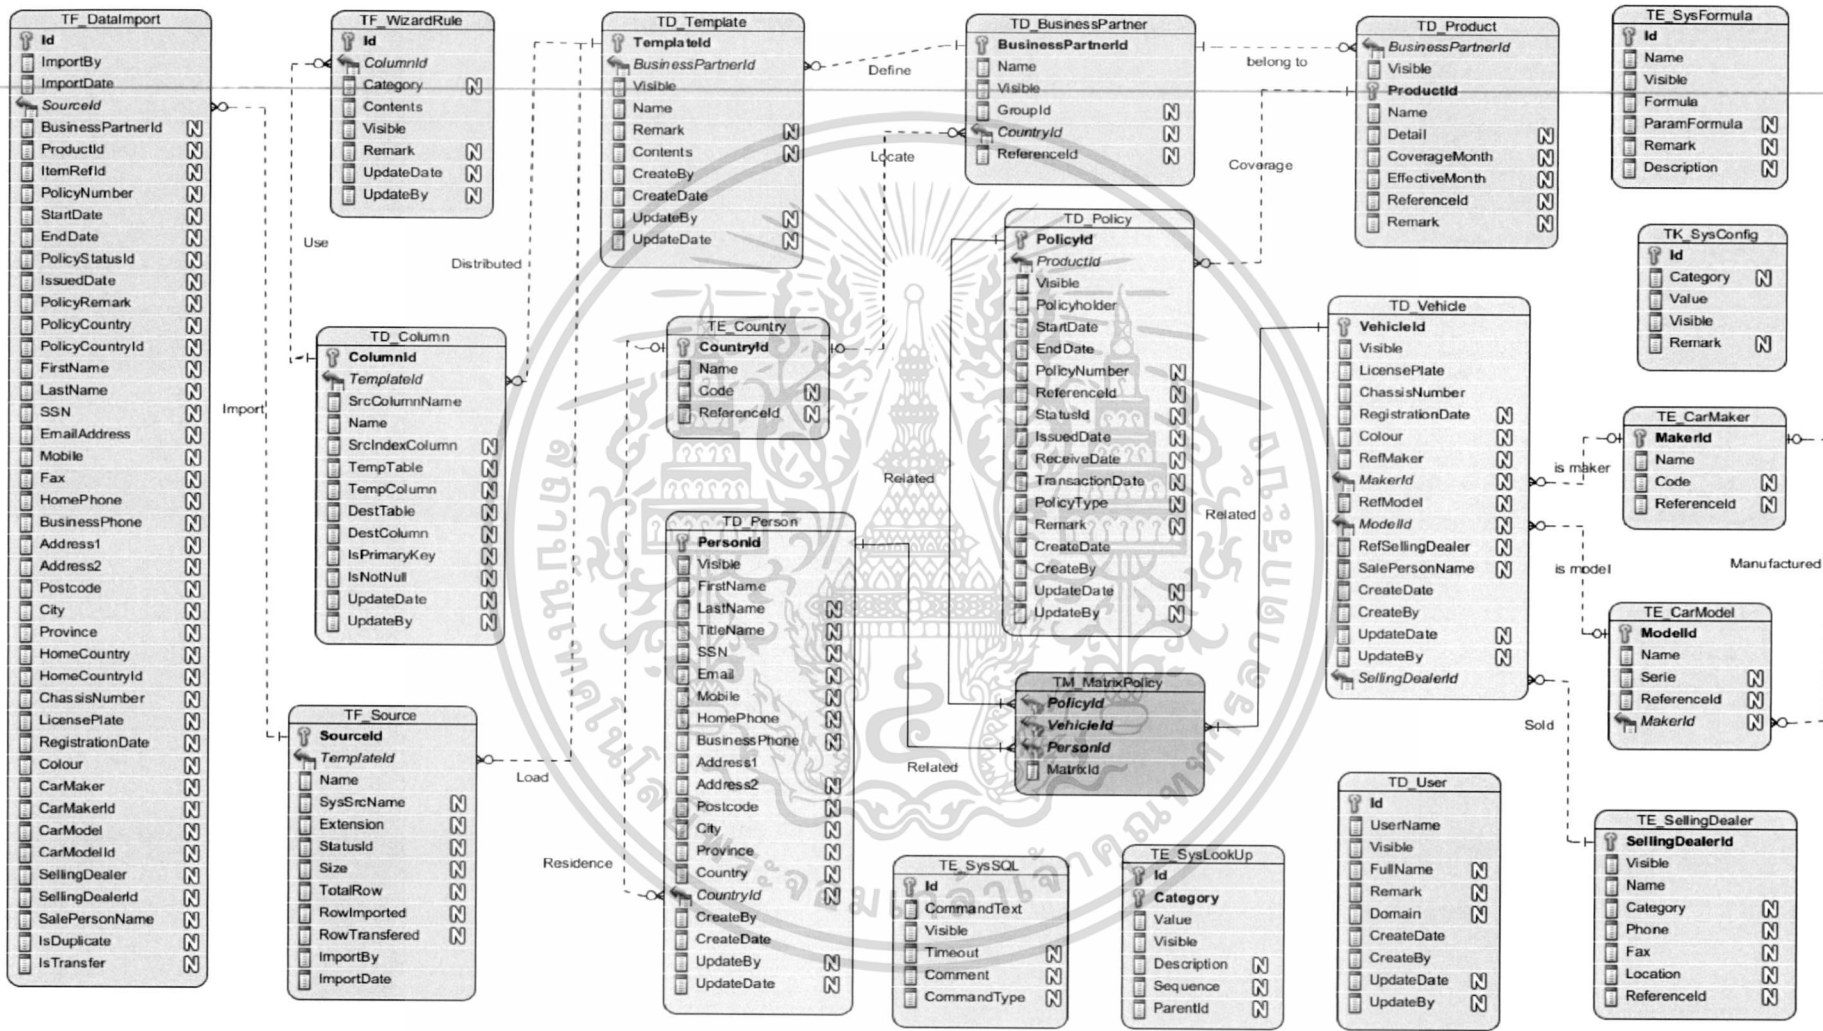 TF_DataImport
Id
ImportBy
ImportDate
SourceId
BusinessPartnerId N
ProductId N
ItemRefId N
PolicyNumber N
StartDate N
EndDate N
PolicyStatusId N
IssuedDate N
PolicyRemark N
PolicyCountry N
PolicyCountryId N
FirstName N
LastName N
SSN N
EmailAddress N
Mobile N
Fax N
HomePhone N
BusinessPhone N
Address1 N
Address2 N
Postcode N
City N
Province N
HomeCountry N
HomeCountryId N
ChassisNumber N
LicensePlate N
RegistrationDate N
Colour N
CarMaker N
CarMakerId N
CarModel N
CarModelId N
SellingDealer N
SellingDealerId N
SalePersonName N
IsDuplicate N
IsTransfer N
TF_WizardRule
Id
ColumnId
Category N
Contents
Visible
Remark N
UpdateDate N
UpdateBy N
Use
Distributed
Import
TD_Column
ColumnId
TemplateId
SrcColumnName
Name
SrcIndexColumn N
TempTable N
TempColumn N
DestTable N
DestColumn N
IsPrimaryKey N
IsNotNull N
UpdateDate N
UpdateBy N
TF_Source
SourceId
TemplateId
Name
SysSrcName N
Extension N
StatusId N
Size N
TotalRow N
RowImported N
RowTransfered N
ImportBy
ImportDate
Load
TD_Template
TemplateId
BusinessPartnerId
Visible
Name
Remark N
Contents N
CreateBy
CreateDate
UpdateBy N
UpdateDate N
Define
Locate
TE_Country
CountryId
Name
Code N
ReferenceId N
TD_Person
PersonId
Visible
FirstName
LastName N
TitleName N
SSN N
Email N
Mobile N
HomePhone N
BusinessPhone N
Address1
Address2 N
Postcode N
City N
Province N
Country N
CountryId N
CreateBy
CreateDate
UpdateBy N
UpdateDate N
Residence
Related
Related
TD_BusinessPartner
BusinessPartnerId
Name
Visible
GroupId N
CountryId N
ReferenceId N
belong to
Coverage
TD_Policy
PolicyId
ProductId
Visible
Policyholder
StartDate
EndDate
PolicyNumber N
ReferenceId N
StatusId N
IssuedDate N
ReceiveDate N
TransactionDate N
PolicyType N
Remark N
CreateDate
CreateBy
UpdateDate N
UpdateBy N
Related
TM_MatrixPolicy
PolicyId
VehicleId
PersonId
MatrixId
TE_SysSQL
Id
CommandText
Visible
Timeout N
Comment N
CommandType N
TE_SysLookUp
Id
Category
Value
Visible
Description N
Sequence N
ParentId N
TD_Product
BusinessPartnerId
Visible
ProductId
Name
Detail N
CoverageMonth N
EffectiveMonth N
ReferenceId N
Remark N
TD_Vehicle
VehicleId
Visible
LicensePlate
ChassisNumber
RegistrationDate N
Colour N
RefMaker N
MakerId N
RefModel N
ModelId N
RefSellingDealer N
SalePersonName N
CreateDate
CreateBy
UpdateDate N
UpdateBy N
SellingDealerId
is maker
is model
Manufactured
Sold
TD_User
Id
UserName
Visible
FullName N
Remark N
Domain N
CreateDate
CreateBy
UpdateDate N
UpdateBy N
TE_SysFormula
Id
Name
Visible
Formula
ParamFormula N
Remark N
Description N
TK_SysConfig
Id
Category N
Value
Visible
Remark N
TE_CarMaker
MakerId
Name
Code N
ReferenceId N
TE_CarModel
ModelId
Name
Serie N
ReferenceId N
MakerId N
TE_SellingDealer
SellingDealerId
Visible
Name
Category N
Phone N
Fax N
Location N
ReferenceId N